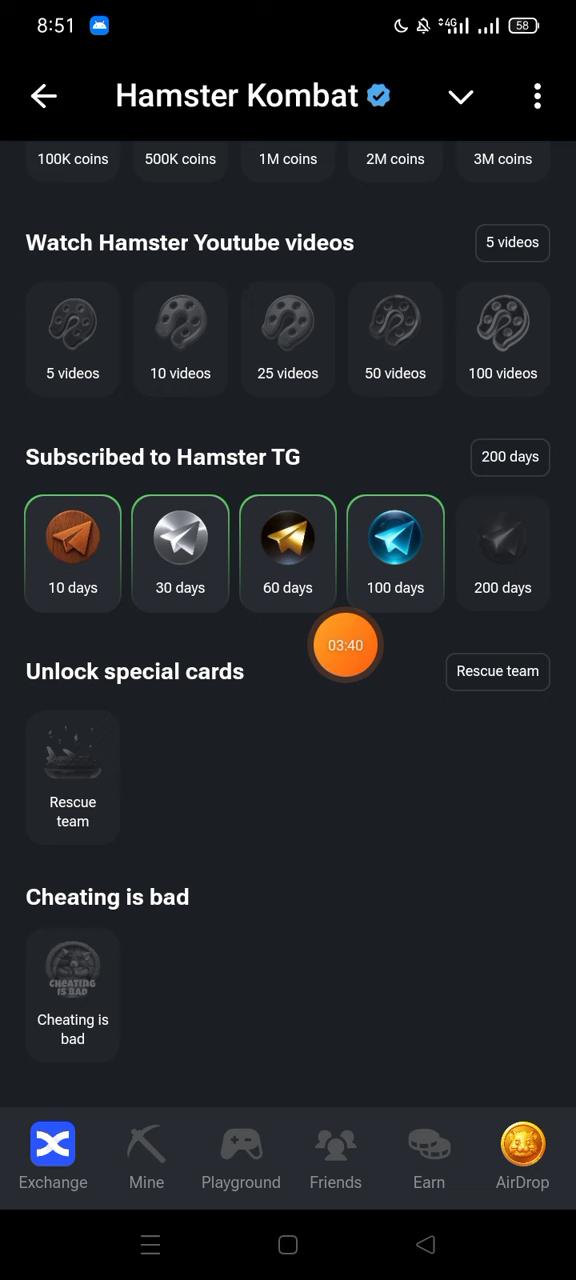 8:51
4G
58
Hamster Kombat
100K coins
500K coins
1M coins
2M coins
3M coins
Watch Hamster Youtube videos
5 videos
5 videos
10 videos
25 videos
50 videos
100 videos
Subscribed to Hamster TG
200 days
10 days
30 days
60 days
100 days
200 days
03:40
Unlock special cards
Rescue team
Rescue
team
Cheating is bad
CHEATING
IS BAD
Cheating is
bad
Exchange
Mine
Playground
Friends
Earn
AirDrop